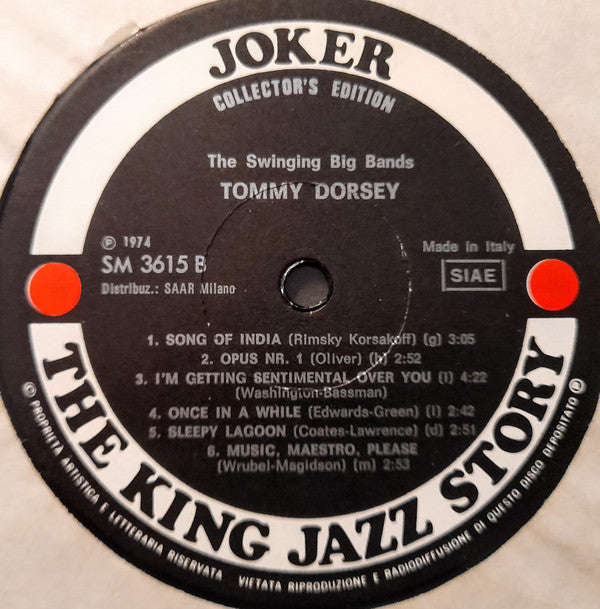 JOKER
COLLECTOR'S EDITION
The Swinging Big Bands
TOMMY DORSEY
℗ 1974
SM 3615 B
Distribuz.: SAAR Milano
Made in Italy
SIAE
1. SONG OF INDIA (Rimsky Korsakoff) (g) 3:05
2. OPUS NR. 1 (Oliver) (h) 2:52
3. I'M GETTING SENTIMENTAL OVER YOU (i) 4:22
(Washington-Bassman)
4. ONCE IN A WHILE (Edwards-Green) (l) 2:42
5. SLEEPY LAGOON (Coates-Lawrence) (d) 2:51
6. MUSIC, MAESTRO, PLEASE
(Wrubel-Magidson) (m) 2:53
THE KING JAZZ STORY
© PROPRIETA ARTISTICA E LETTERARIA RISERVATA VIETATA RIPRODUZIONE E RADIODIFFUSIONE DI QUESTO DISCO DEPOSITATO ℗